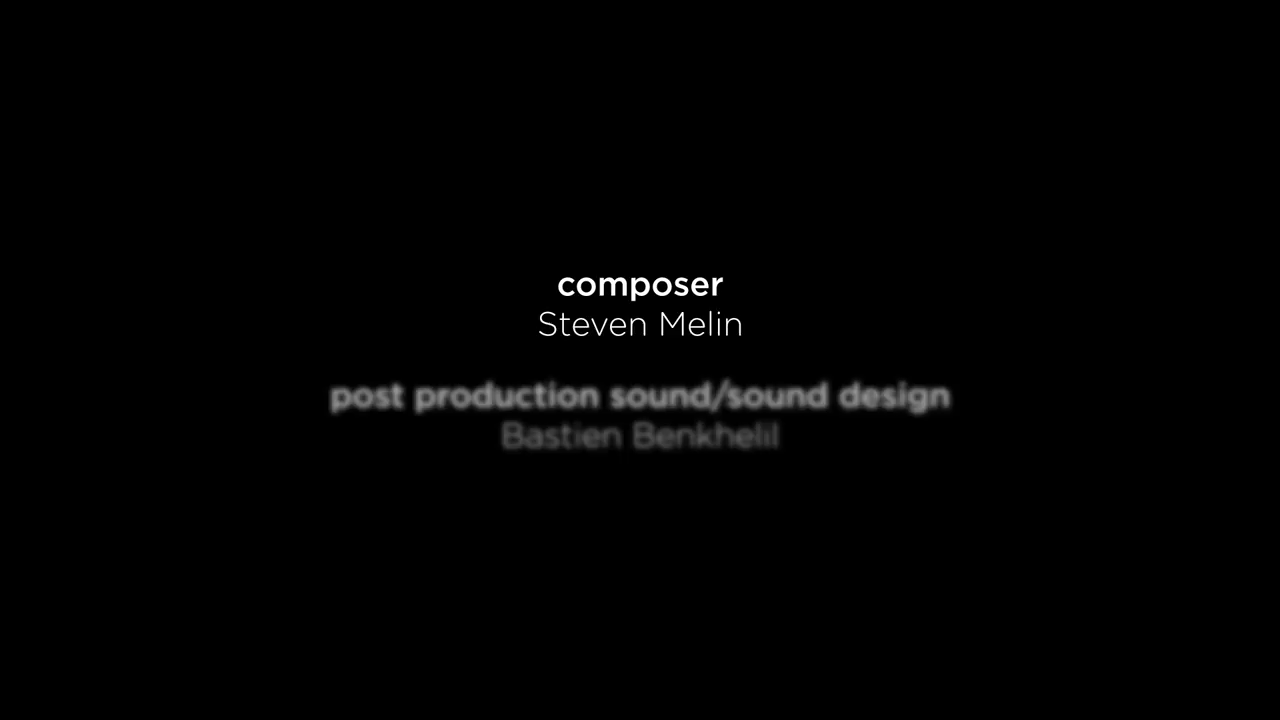 composer
Steven Melin
post production sound/sound design
Bastien Benkhelil